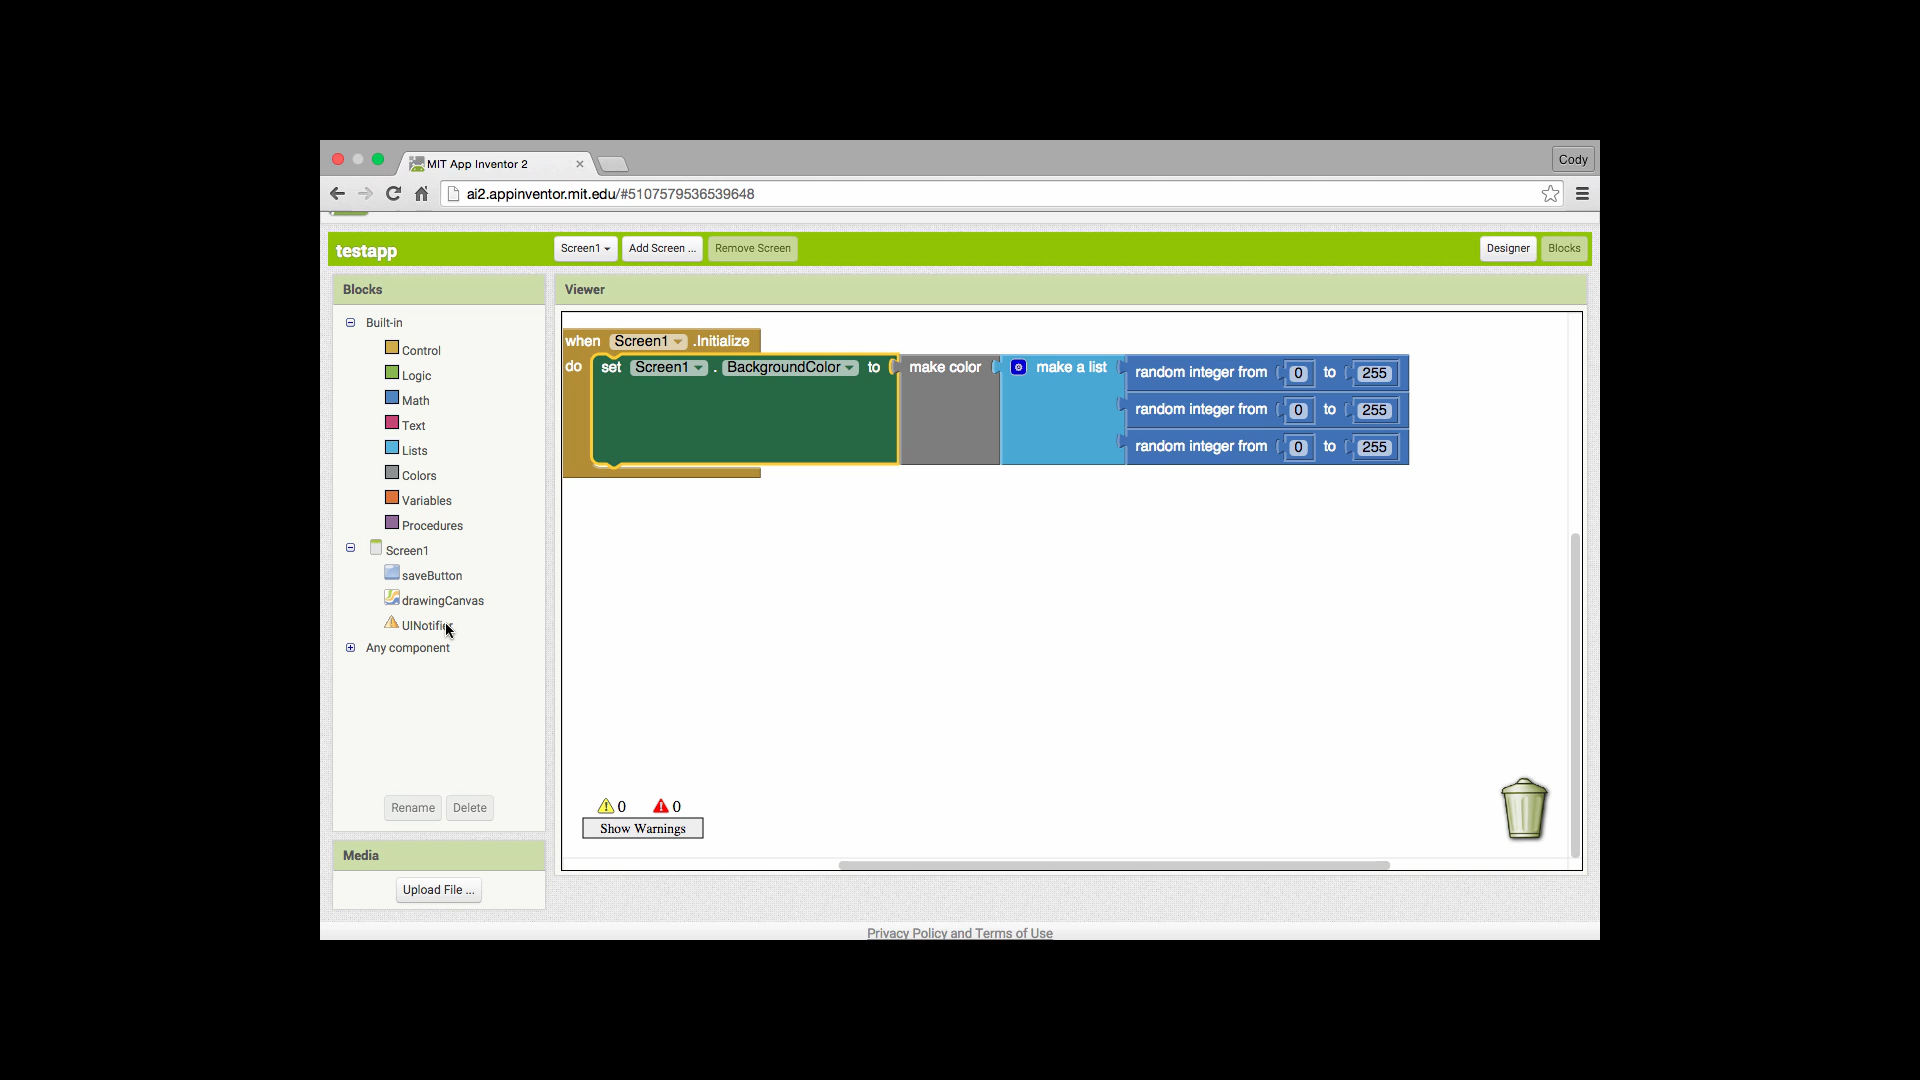 MIT App Inventor 2
Cody
ai2.appinventor.mit.edu/#5107579536539648
testapp
Screen1
Add Screen ...
Remove Screen
Designer
Blocks
Blocks
Viewer
Built-in
Control
Logic
Math
Text
Lists
Colors
Variables
Procedures
Screen1
saveButton
drawingCanvas
UINotifier
Any component
Rename
Delete
Media
Upload File ...
when Screen1 .Initialize
do set Screen1 . BackgroundColor to make color make a list random integer from 0 to 255
random integer from 0 to 255
random integer from 0 to 255
0 0
Show Warnings
Privacy Policy and Terms of Use